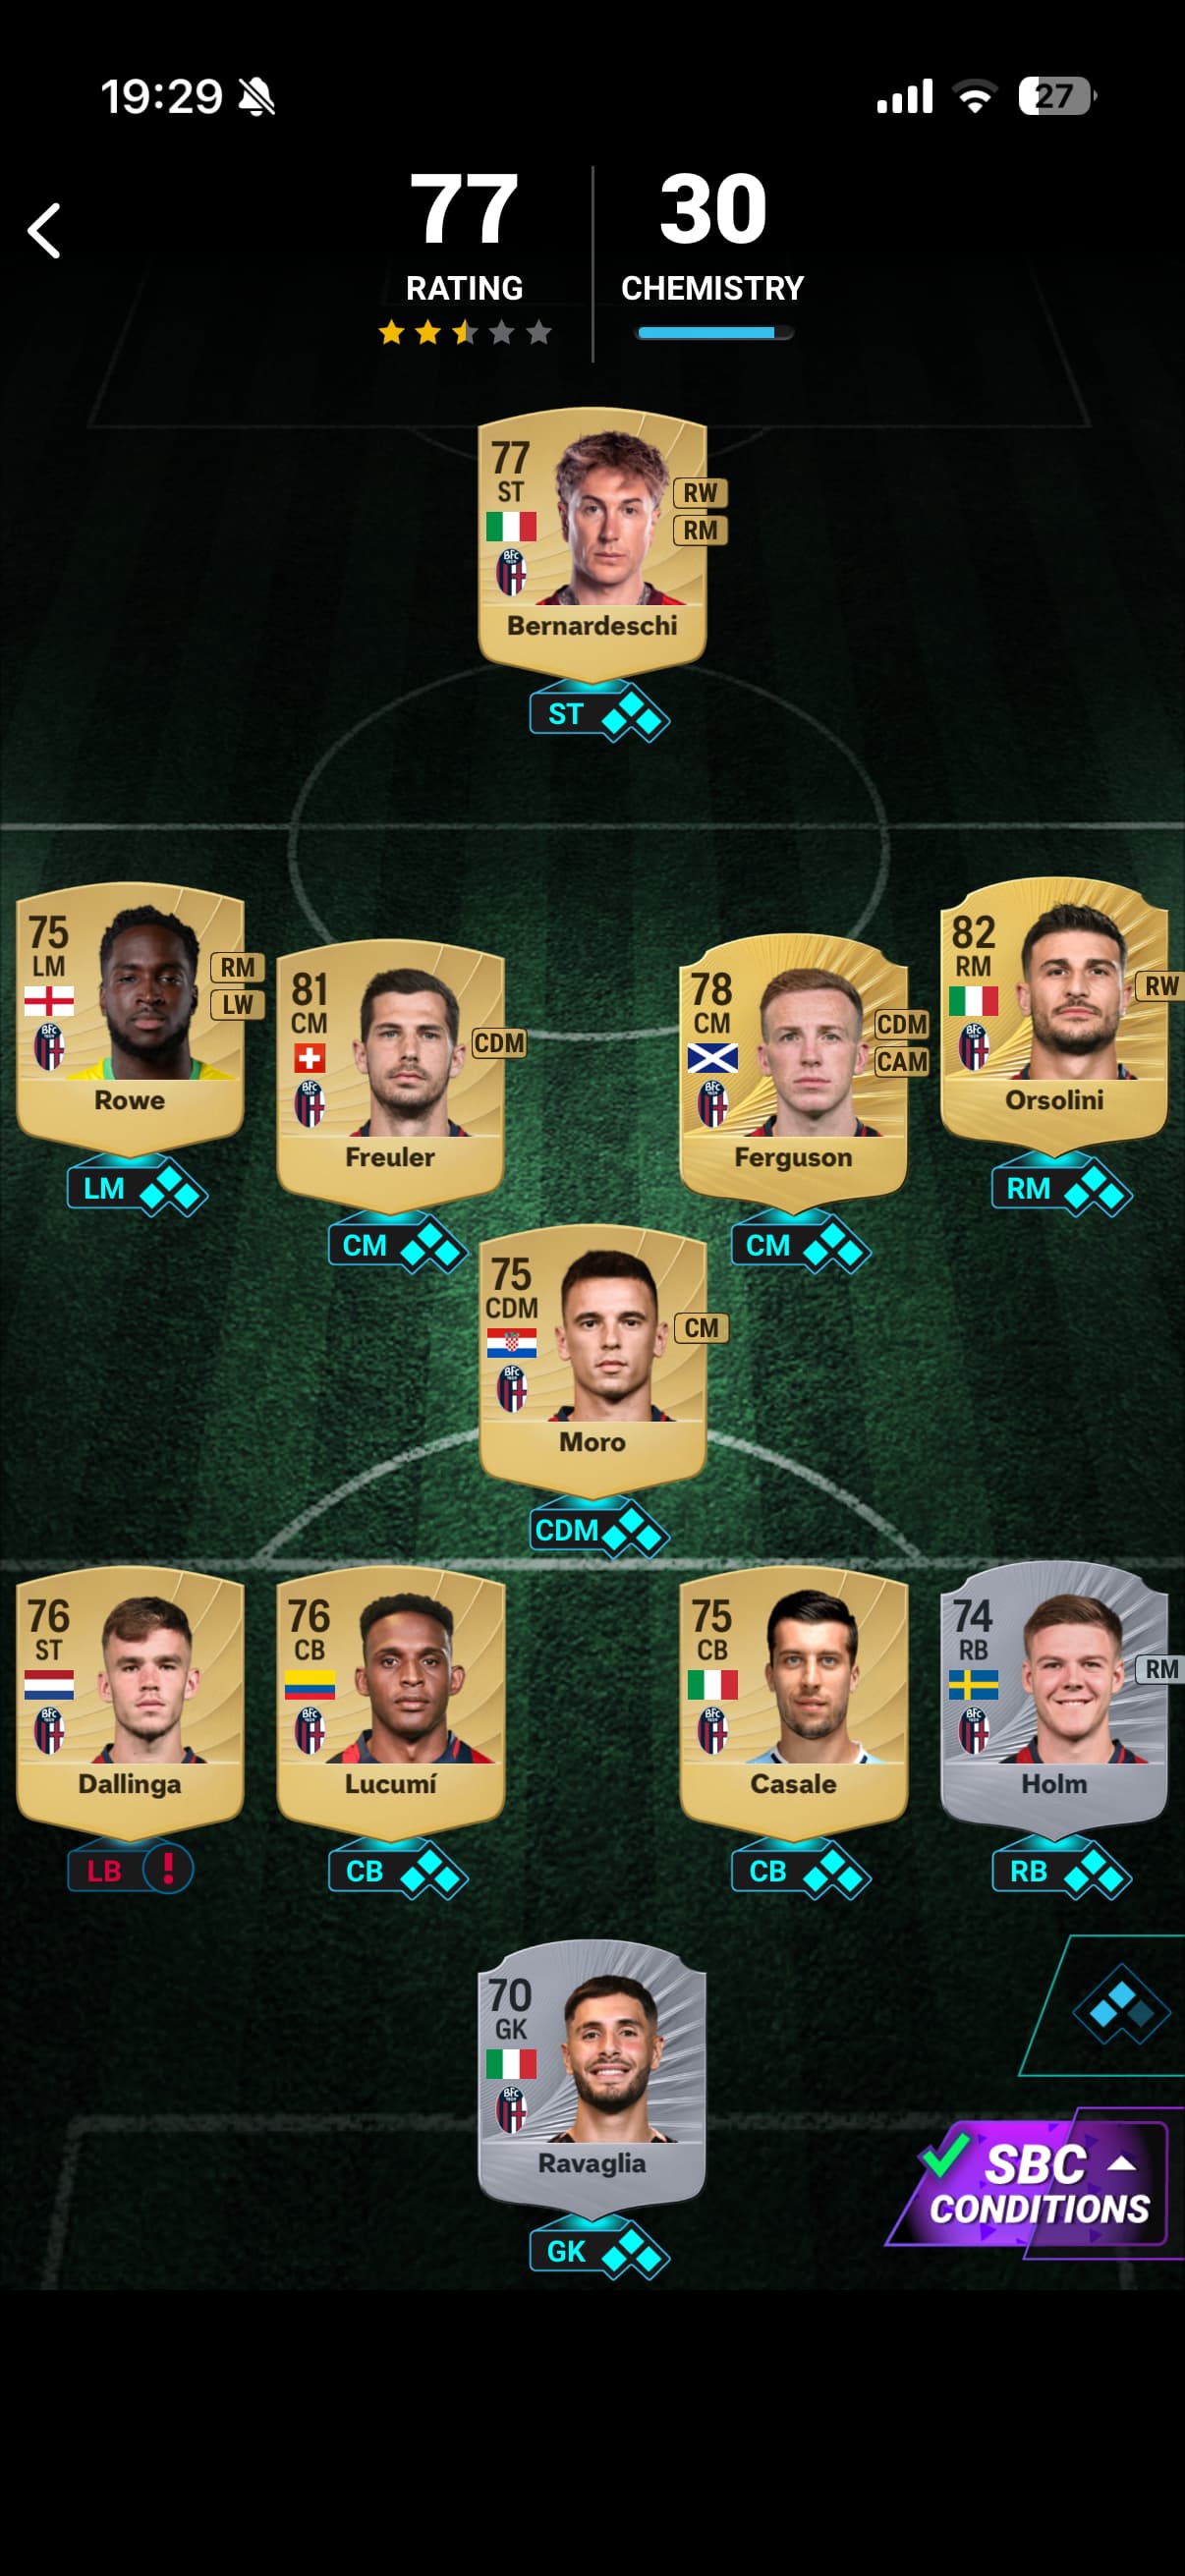 19:29 27
77 30
RATING CHEMISTRY
77
ST
RW
RM
Bernardeschi
ST
75
LM
RM
LW
Rowe
LM
81
CM
CDM
Freuler
CM
78
CM
CDM
CAM
Ferguson
CM
82
RM
RW
Orsolini
RM
75
CDM
CM
Moro
CDM
76
ST
Dallinga
LB !
76
CB
Lucumí
CB
75
CB
Casale
CB
74
RB
RM
Holm
RB
70
GK
Ravaglia
GK
SBC
CONDITIONS